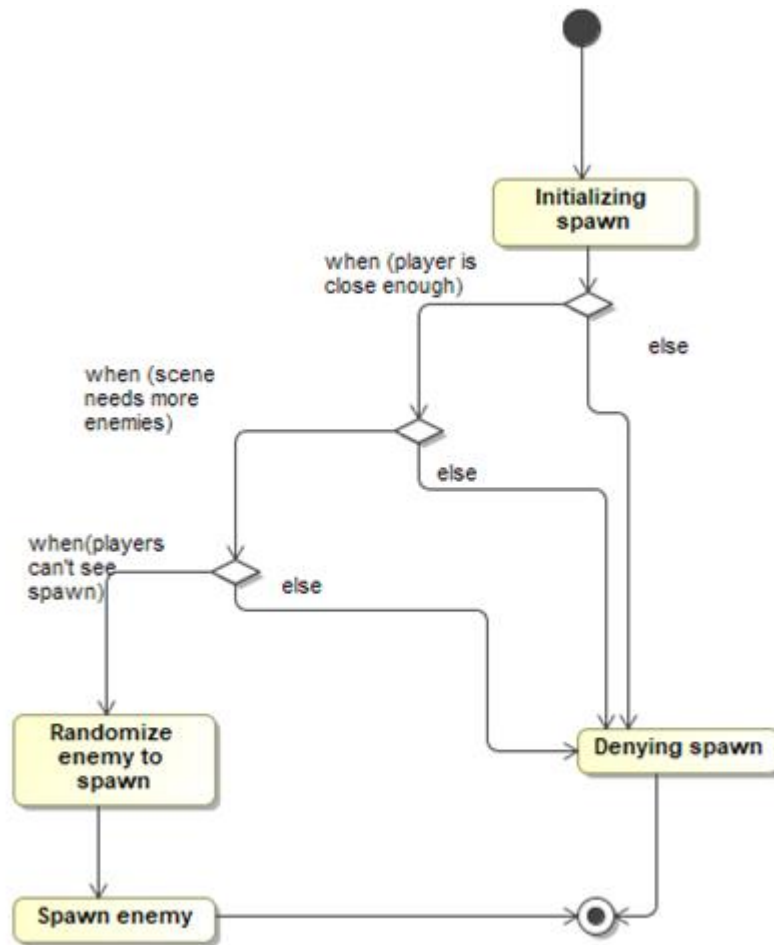 Initializing
spawn
when (player is
close enough)
else
when (scene
needs more
enemies)
else
when(players
can't see
spawn)
else
Randomize
enemy to
spawn
Denying spawn
Spawn enemy